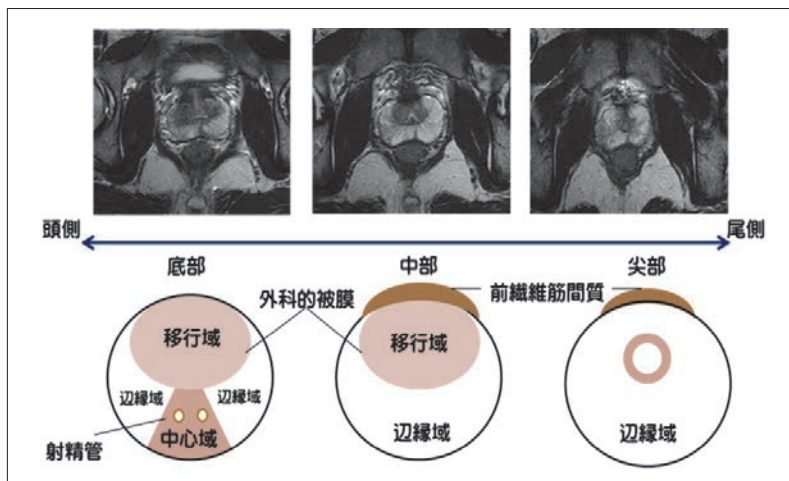 頭側
尾側
底部
中部
尖部
外科的被膜
前繊維筋間質
移行域
移行域
辺縁域
辺縁域
射精管
中心域
辺縁域
辺縁域